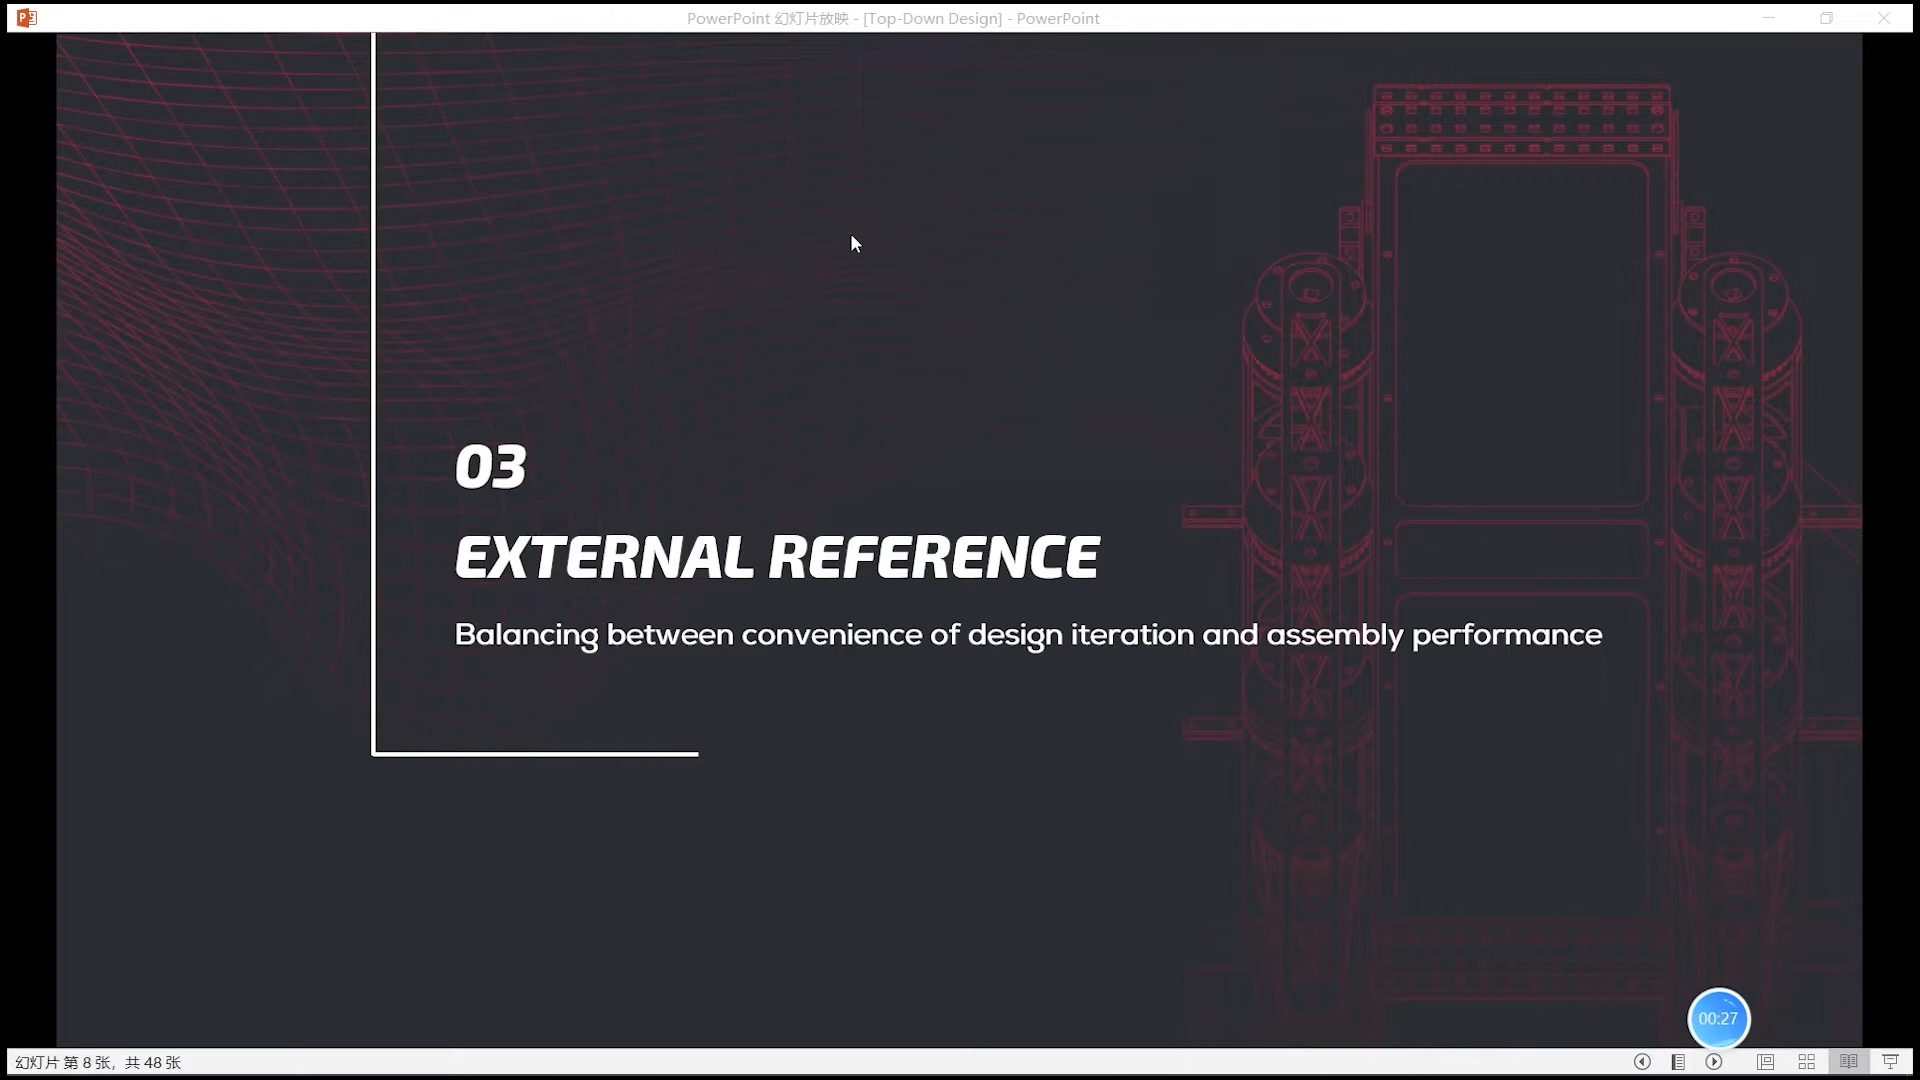 PowerPoint 幻灯片放映 - [Top-Down Design] - PowerPoint
03
EXTERNAL REFERENCE
Balancing between convenience of design iteration and assembly performance
00:27
幻灯片 第 8 张，共 48 张